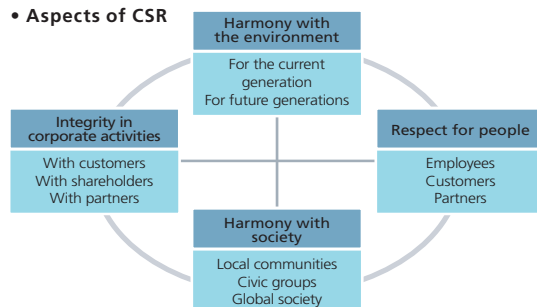 • Aspects of CSR
Harmony with
the environment
For the current
generation
For future generations
Integrity in
corporate activities
With customers
With shareholders
With partners
Respect for people
Employees
Customers
Partners
Harmony with
society
Local communities
Civic groups
Global society